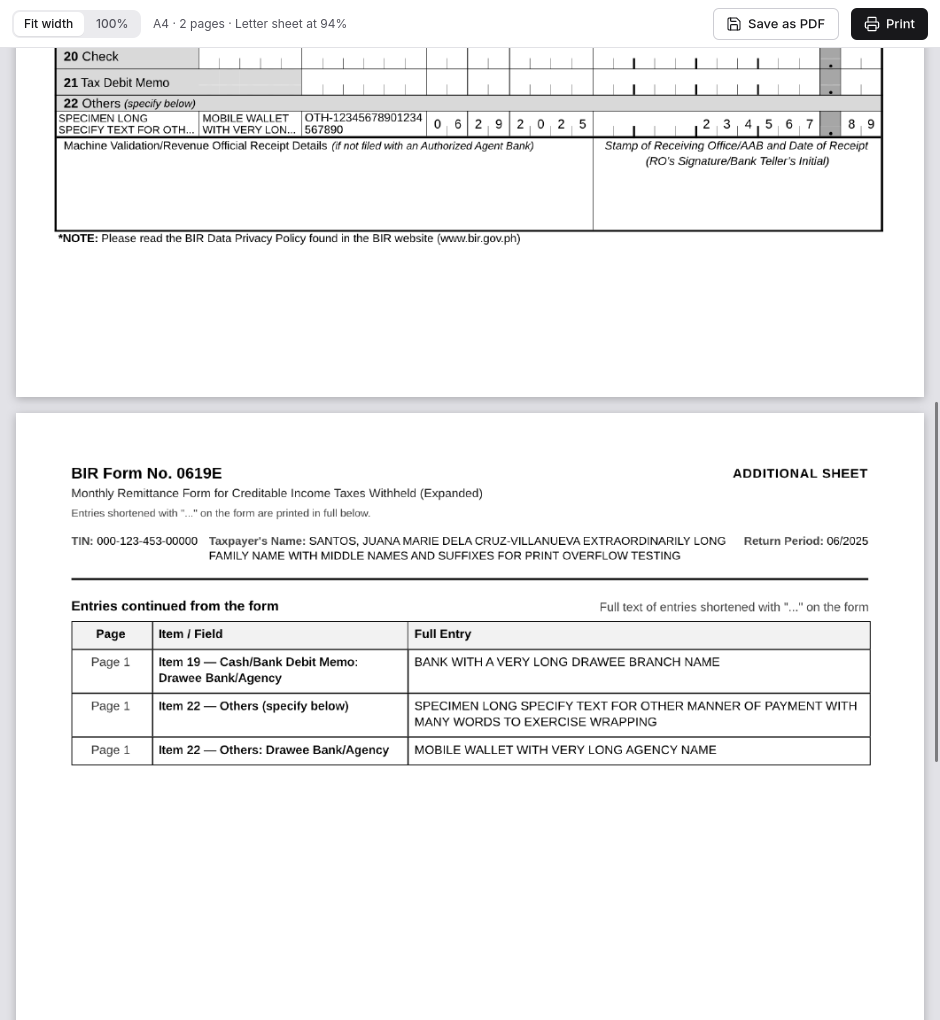 Fit width 100% A4 · 2 pages · Letter sheet at 94% Save as PDF Print
20 Check
21 Tax Debit Memo
22 Others (specify below)
SPECIMEN LONG SPECIFY TEXT FOR OTH... MOBILE WALLET WITH VERY LON... OTH-12345678901234 567890 0 6 2 9 2 0 2 5 2 3 4 5 6 7 . 8 9
Machine Validation/Revenue Official Receipt Details (if not filed with an Authorized Agent Bank)
Stamp of Receiving Office/AAB and Date of Receipt
(RO's Signature/Bank Teller's Initial)
*NOTE: Please read the BIR Data Privacy Policy found in the BIR website (www.bir.gov.ph)
BIR Form No. 0619E ADDITIONAL SHEET
Monthly Remittance Form for Creditable Income Taxes Withheld (Expanded)
Entries shortened with "..." on the form are printed in full below.
TIN: 000-123-453-00000 Taxpayer's Name: SANTOS, JUANA MARIE DELA CRUZ-VILLANUEVA EXTRAORDINARILY LONG Return Period: 06/2025
FAMILY NAME WITH MIDDLE NAMES AND SUFFIXES FOR PRINT OVERFLOW TESTING
Entries continued from the form Full text of entries shortened with "..." on the form
Page Item / Field Full Entry
Page 1 Item 19 — Cash/Bank Debit Memo: BANK WITH A VERY LONG DRAWEE BRANCH NAME
Drawee Bank/Agency
Page 1 Item 22 — Others (specify below) SPECIMEN LONG SPECIFY TEXT FOR OTHER MANNER OF PAYMENT WITH
MANY WORDS TO EXERCISE WRAPPING
Page 1 Item 22 — Others: Drawee Bank/Agency MOBILE WALLET WITH VERY LONG AGENCY NAME